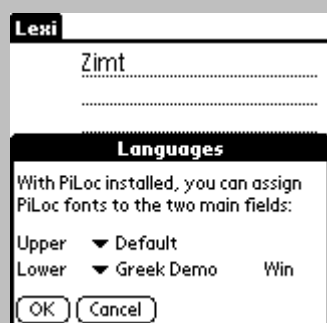 Lexi
Zimt
Languages
With PiLoc installed, you can assign
PiLoc fonts to the two main fields:
Upper ▼ Default
Lower ▼ Greek Demo Win
OK Cancel